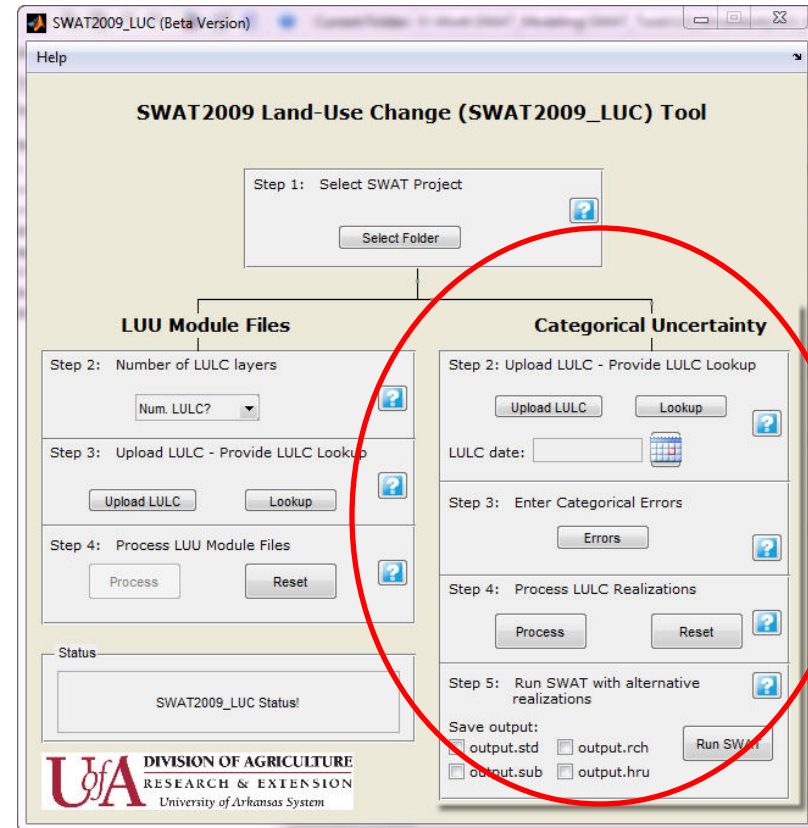 SWAT2009_LUC (Beta Version)
Help
SWAT2009 Land-Use Change (SWAT2009_LUC) Tool
Step 1: Select SWAT Project
?
Select Folder
LUU Module Files
Step 2: Number of LULC layers
Num. LULC?
?
Step 3: Upload LULC - Provide LULC Lookup
?
Upload LULC Lookup
Step 4: Process LUU Module Files
?
Process Reset
Status
SWAT2009_LUC Status!
UofA
DIVISION OF AGRICULTURE
RESEARCH & EXTENSION
University of Arkansas System
Categorical Uncertainty
Step 2: Upload LULC - Provide LULC Lookup
Upload LULC Lookup
?
LULC date:
Step 3: Enter Categorical Errors
Errors
?
Step 4: Process LULC Realizations
?
Process Reset
Step 5: Run SWAT with alternative
realizations
?
Save output:
output.std output.rch
Run SWAT
output.sub output.hru